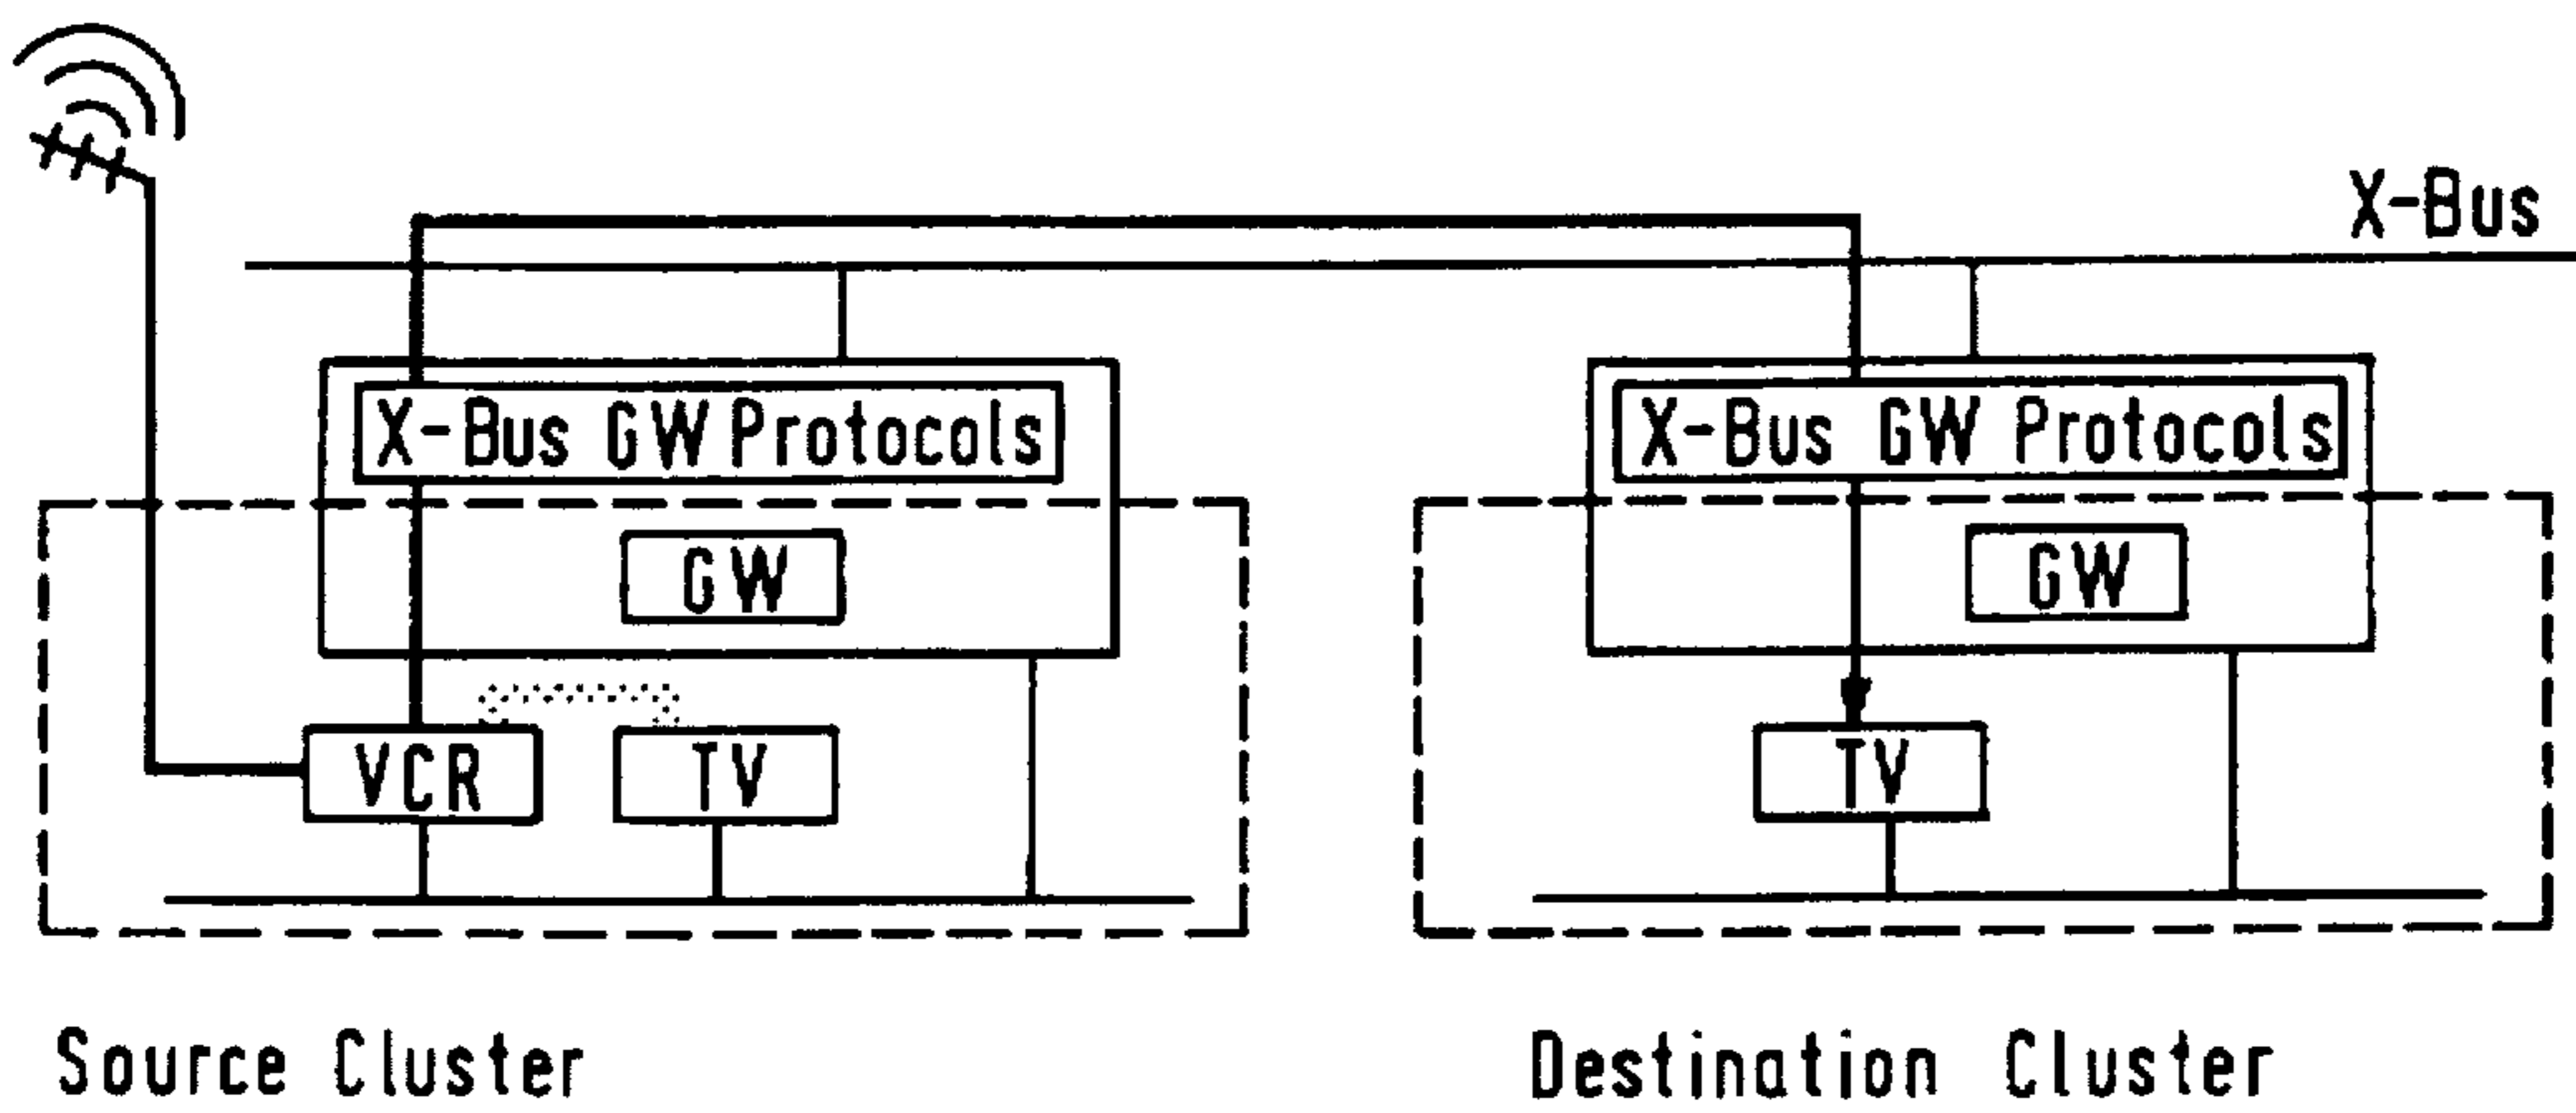 X-Bus
X-Bus GW Protocols
X-Bus GW Protocols
GW
GW
VCR
TV
TV
Source Cluster
Destination Cluster